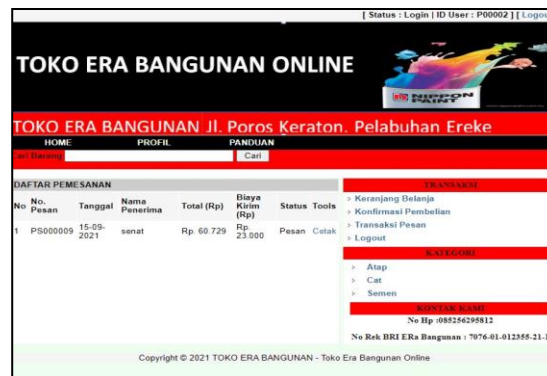 [ Status : Login | ID User : P00002 ] [ Logout
TOKO ERA BANGUNAN ONLINE
NIPPON PAINT
TOKO ERA BANGUNAN Jl. Poros Keraton. Pelabuhan Ereke
HOME PROFIL PANDUAN
Cari Barang Cari
DAFTAR PEMESANAN
No No. Pesan Tanggal Nama Penerima Total (Rp) Biaya Kirim (Rp) Status Tools
1 PS000009 15-09-2021 senat Rp. 60.729 Rp. 23.000 Pesan Cetak
TRANSAKSI
> Keranjang Belanja
> Konfirmasi Pembelian
> Transaksi Pesan
> Logout
KATEGORI
> Atap
> Cat
> Semen
KONTAK KAMI
No Hp :085256295812
No Rek BRI ERa Bangunan : 7076-01-012355-21-1
Copyright © 2021 TOKO ERA BANGUNAN - Toko Era Bangunan Online